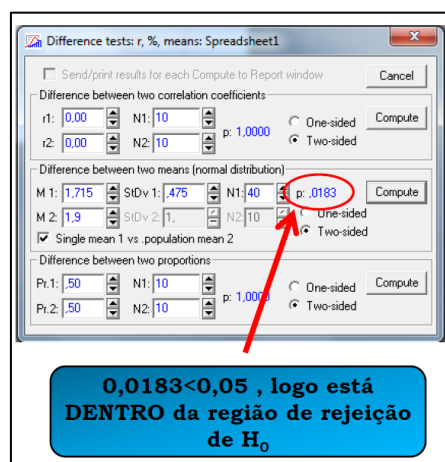 Difference tests: r, %, means: Spreadsheet1
Send/print results for each Compute to Report window
Cancel
Difference between two correlation coefficients
r1: 0,00 N1: 10 p: 1,0000 One-sided Compute
r2: 0,00 N2: 10 Two-sided
Difference between two means (normal distribution)
M 1: 1,715 StDv 1: ,475 N1: 40 p: ,0183 Compute
M 2: 1,9 StDv 2: 1, N2: 10 One-sided
Single mean 1 vs .population mean 2 Two-sided
Difference between two proportions
Pr.1: ,50 N1: 10 p: 1,0000 One-sided Compute
Pr.2: ,50 N2: 10 Two-sided
0,0183<0,05 , logo está
DENTRO da região de rejeição
de H₀